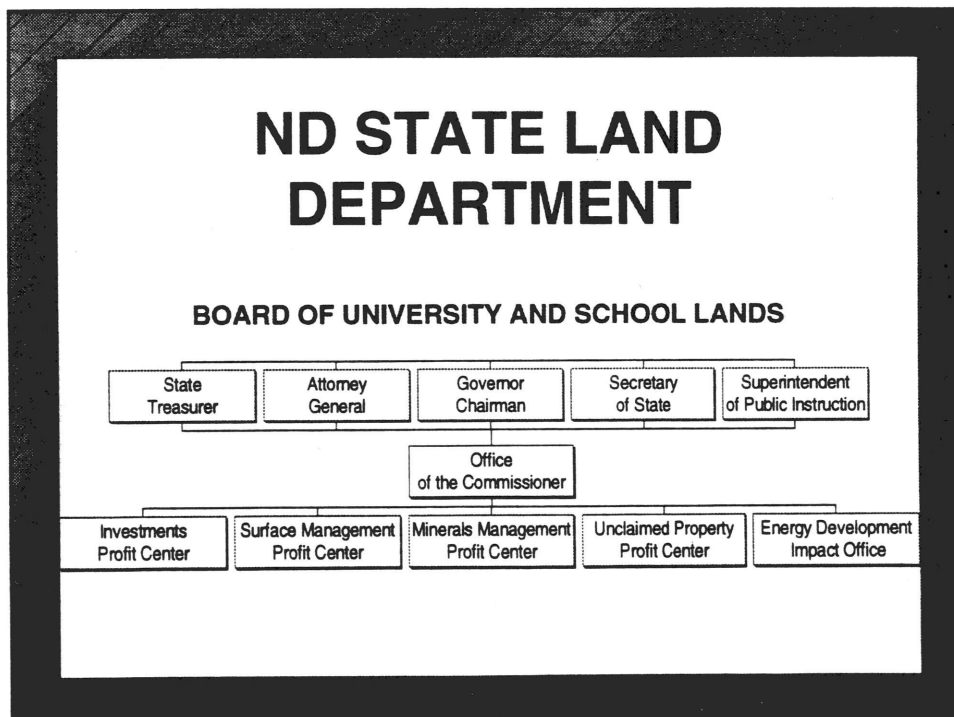 ND STATE LAND
DEPARTMENT
BOARD OF UNIVERSITY AND SCHOOL LANDS
State
Treasurer
Attorney
General
Governor
Chairman
Secretary
of State
Superintendent
of Public Instruction
Office
of the Commissioner
Investments
Profit Center
Surface Management
Profit Center
Minerals Management
Profit Center
Unclaimed Property
Profit Center
Energy Development
Impact Office